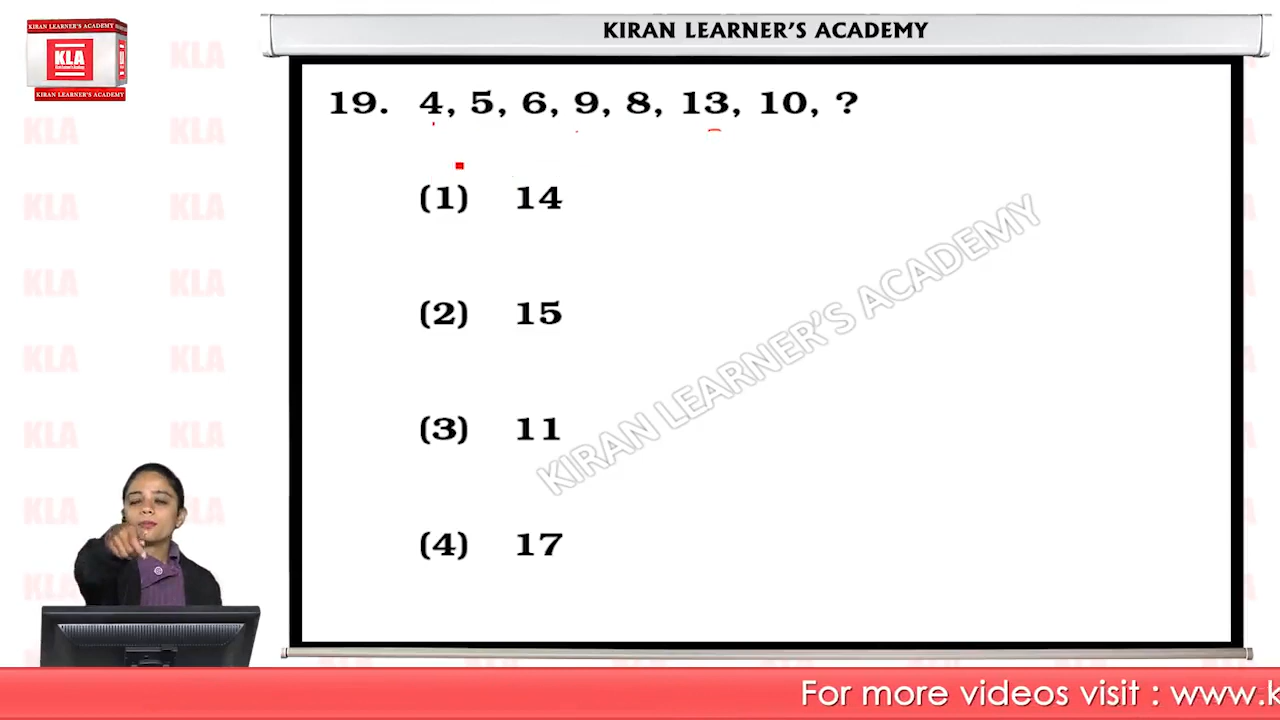 KIRAN LEARNER'S ACADEMY
KIRAN LEARNER'S ACADEMY
KLA
KIRAN LEARNER'S ACADEMY
19. 4, 5, 6, 9, 8, 13, 10, ?
(1) 14
(2) 15
(3) 11
(4) 17
KIRAN LEARNER'S ACADEMY
For more videos visit : www.k